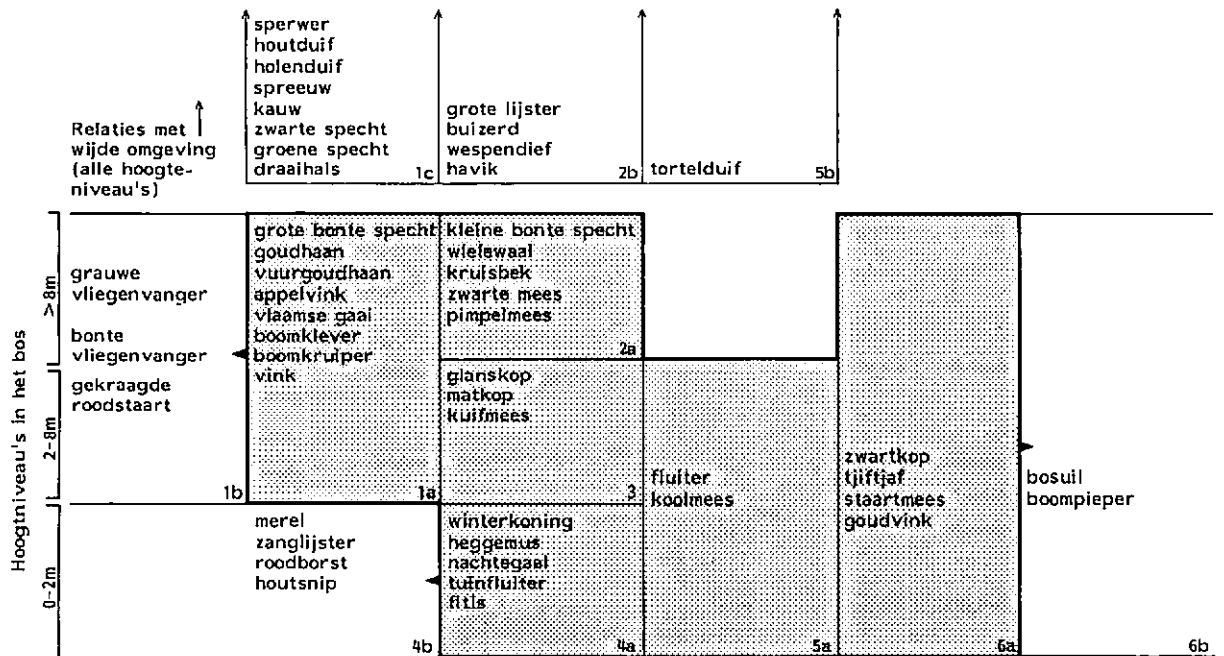 sperwer
houtduif
holenduif
spreeuw
kauw
zwarte specht
groene specht
draaihals
1c
grote lijster
buizerd
wespendief
havik
2b
tortelduif
5b
Relaties met
wijde omgeving
(alle hoogte-
niveau's)
Hoogtniveau's in het bos
>8m
2-8m
0-2m
grauwe
vliegenvanger
bonte
vliegenvanger
gekraagde
roodstaart
1b
grote bonte specht
goudhaan
vuurgoudhaan
appelvink
vlaamse gaai
boomklever
boomkruiper
vink
1a
kleine bonte specht
wielewaal
kruisbek
zwarte mees
pimpelmees
2a
glanskop
matkop
kuifmees
3
merel
zanglijster
roodborst
houtsnip
4b
winterkoning
heggemus
nachtegaal
tuinfluiter
fitis
4a
fluiter
koolmees
5a
zwartkop
tjiftjaf
staartmees
goudvink
6a
bosuil
boompieper
6b